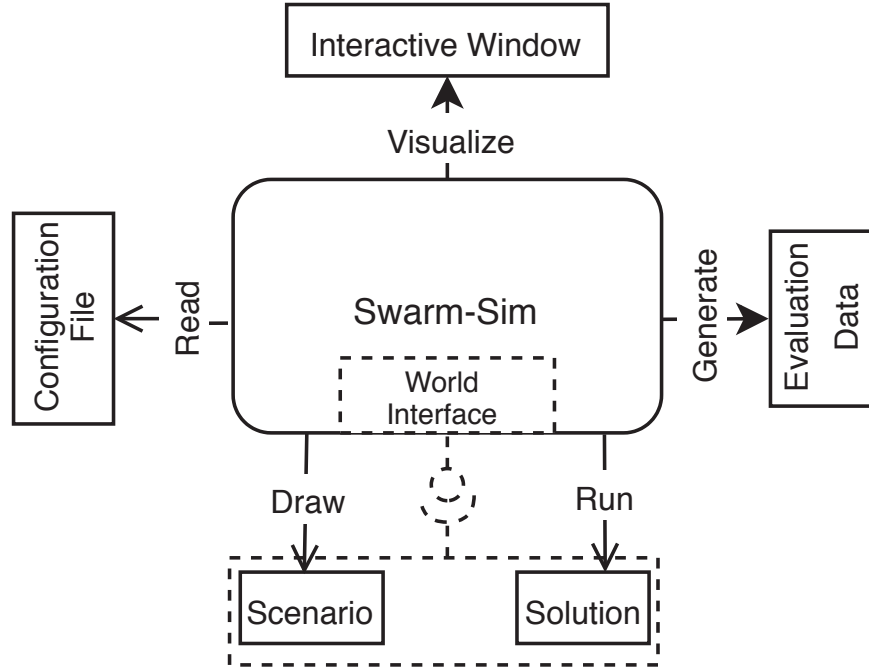 Interactive Window
Visualize
Configuration
File
Read
Swarm-Sim
Generate
Evaluation
Data
World
Interface
Draw
Run
Scenario
Solution